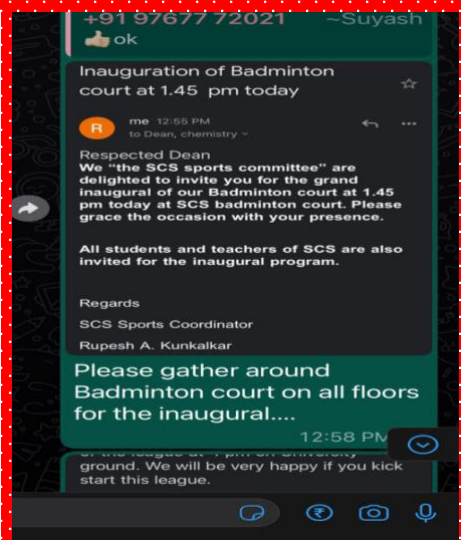 +91 97677 72021 ~Suyash
👍🏼ok
Inauguration of Badminton
court at 1.45 pm today
R
me 12:55 PM
to Dean, chemistry
Respected Dean
We "the SCS sports committee" are
delighted to invite you for the grand
inaugural of our Badminton court at 1.45
pm today at SCS badminton court. Please
grace the occasion with your presence.
All students and teachers of SCS are also
invited for the inaugural program.
Regards
SCS Sports Coordinator
Rupesh A. Kunkalkar
Please gather around
Badminton court on all floors
for the inaugural....
12:58 PM
of the league at 4 pm on University
ground. We will be very happy if you kick
start this league.
₹